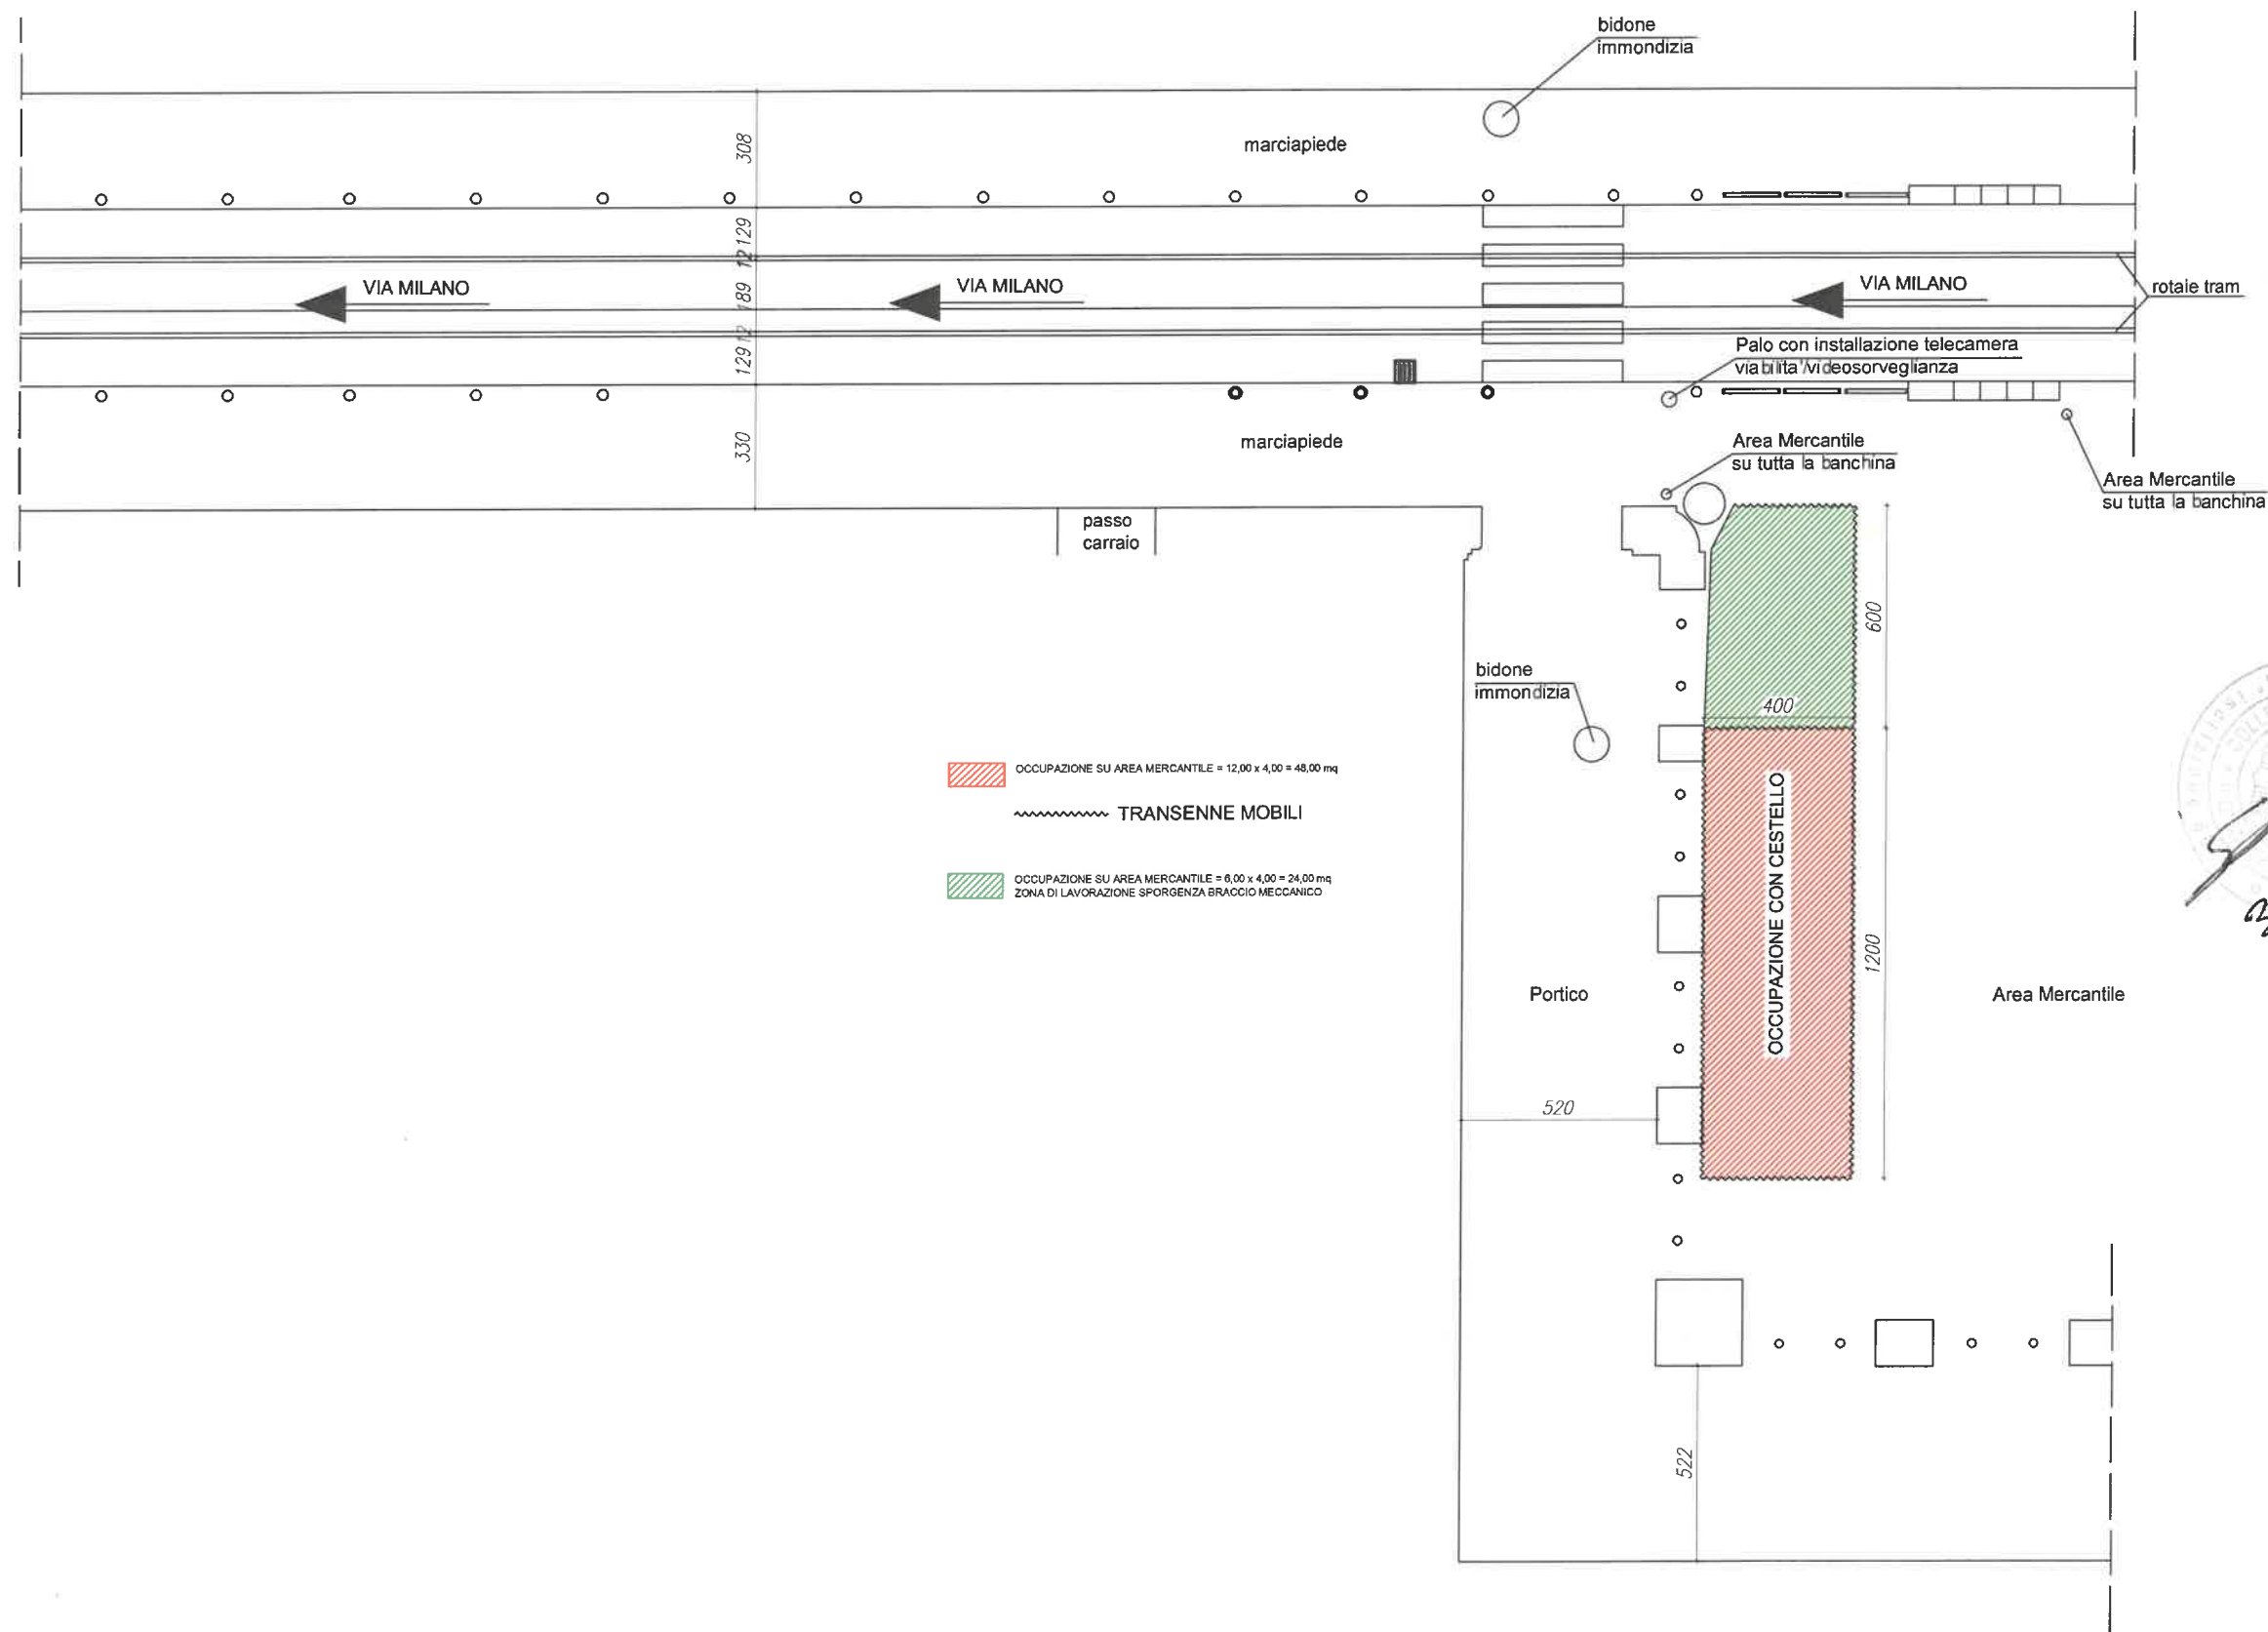 bidone
immondizia
marciapiede
308
129
12
189
12
129
330
VIA MILANO
VIA MILANO
VIA MILANO
rotaie tram
Palo con installazione telecamera
viabilita'/videosorveglianza
marciapiede
Area Mercantile
su tutta la banchina
Area Mercantile
su tutta la banchina
passo
carraio
600
bidone
immondizia
400
OCCUPAZIONE SU AREA MERCANTILE = 12,00 x 4,00 = 48,00 mq
TRANSENNE MOBILI
OCCUPAZIONE SU AREA MERCANTILE = 6,00 x 4,00 = 24,00 mq
ZONA DI LAVORAZIONE SPORGENZA BRACCIO MECCANICO
OCCUPAZIONE CON CESTELLO
1200
Portico
Area Mercantile
520
522